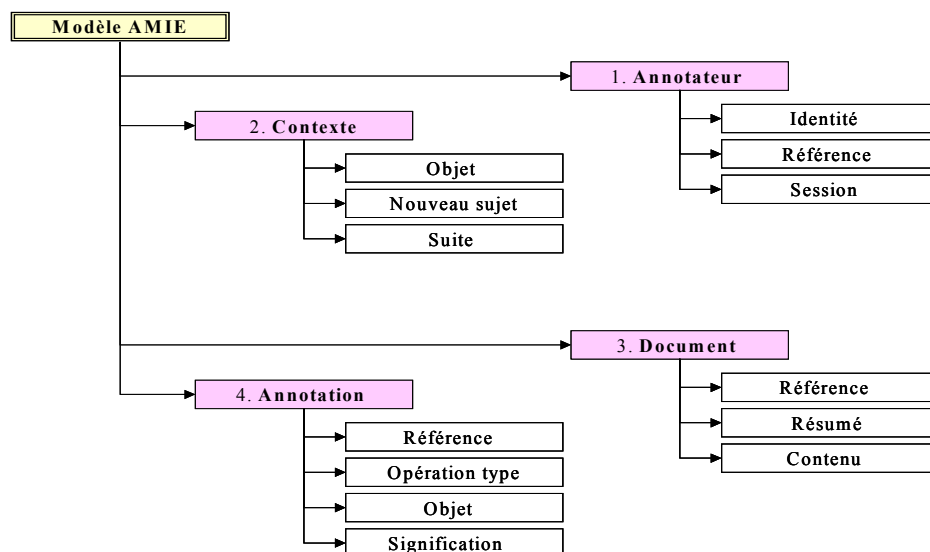 Modèle AMIE
1. Annotateur
Identité
Référence
Session
2. Contexte
Objet
Nouveau sujet
Suite
3. Document
Référence
Résumé
Contenu
4. Annotation
Référence
Opération type
Objet
Signification